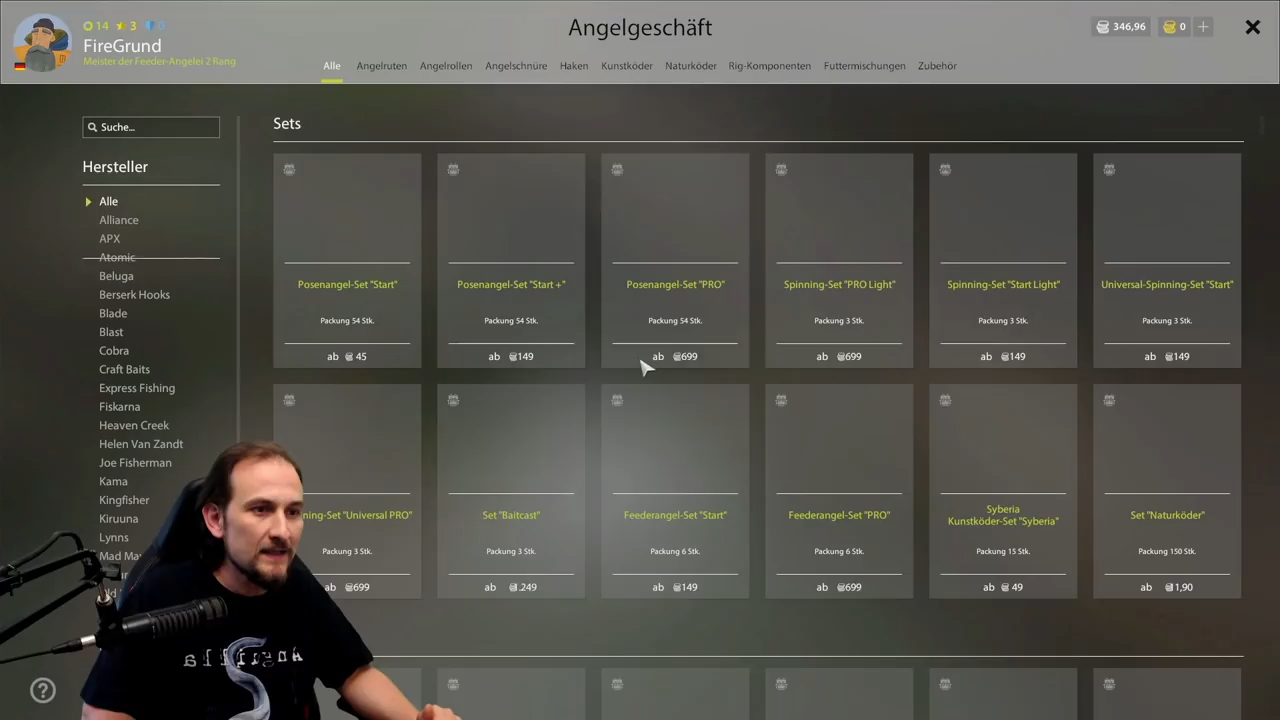 14 3 0
FireGrund
Meister der Feeder-Angelei 2 Rang
Angelgeschäft
346,96 0 +
Alle Angelruten Angelrollen Angelschnüre Haken Kunstköder Naturköder Rig-Komponenten Futtermischungen Zubehör
Suche...
Hersteller
Alle
Alliance
APX
Atomic
Beluga
Berserk Hooks
Blade
Blast
Cobra
Craft Baits
Express Fishing
Fiskarna
Heaven Creek
Helen Van Zandt
Joe Fisherman
Kama
Kingfisher
Kiruuna
Lynns
Sets
Posenangel-Set "Start"
Packung 54 Stk.
ab 45
Posenangel-Set "Start +"
Packung 54 Stk.
ab 149
Posenangel-Set "PRO"
Packung 54 Stk.
ab 699
Spinning-Set "PRO Light"
Packung 3 Stk.
ab 699
Spinning-Set "Start Light"
Packung 3 Stk.
ab 149
Universal-Spinning-Set "Start"
Packung 3 Stk.
ab 149
ning-Set "Universal PRO"
Packung 3 Stk.
ab 699
Set "Baitcast"
Packung 3 Stk.
ab 1.249
Feederangel-Set "Start"
Packung 6 Stk.
ab 149
Feederangel-Set "PRO"
Packung 6 Stk.
ab 699
Syberia
Kunstköder-Set "Syberia"
Packung 15 Stk.
ab 49
Set "Naturköder"
Packung 150 Stk.
ab 1,90
?